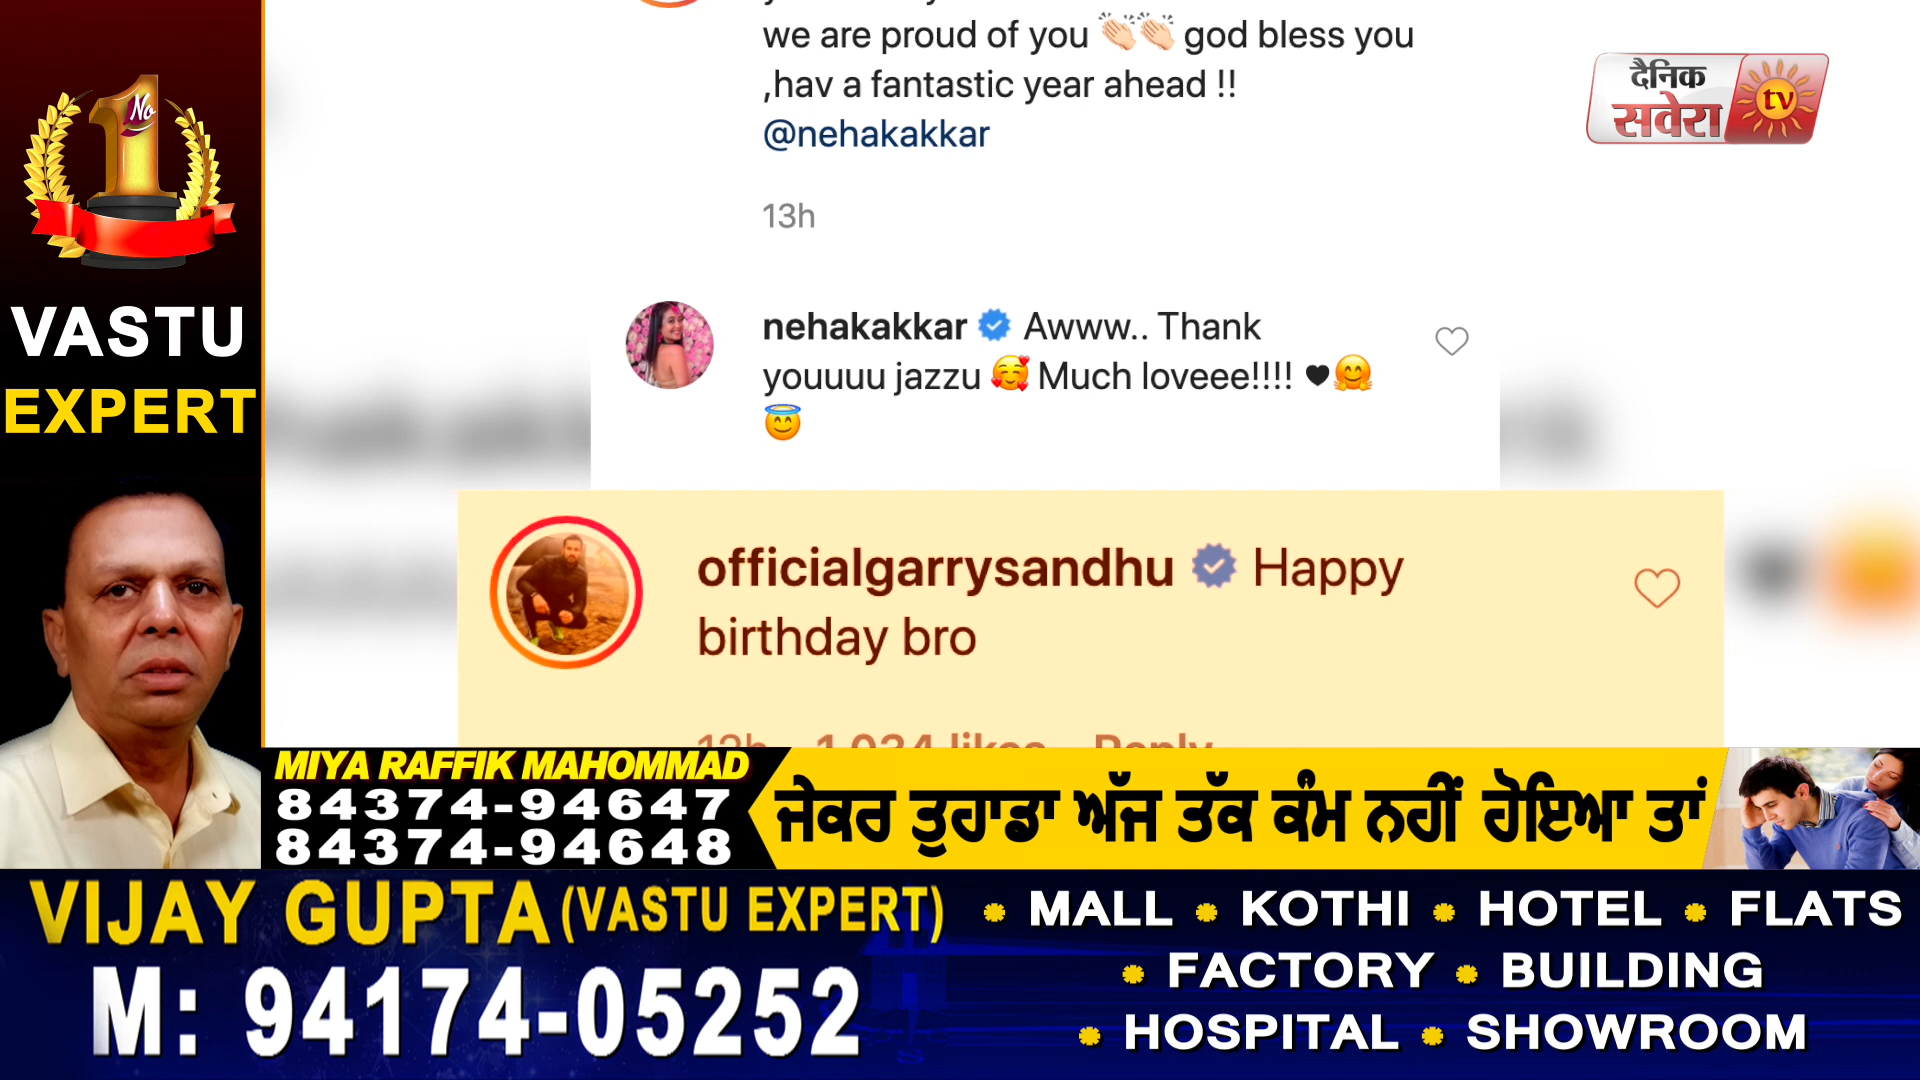 we are proud of you 👏🏻👏🏻 god bless you
,hav a fantastic year ahead !!
@nehakakkar
13h
दैनिक
सवेरा tv
No
1
VASTU
EXPERT
nehakakkar Awww.. Thank
youuuu jazzu 🥰 Much loveee!!!! 🖤🤗
😇
officialgarrysandhu Happy
birthday bro
13h 1,034 likes Reply
MIYA RAFFIK MAHOMMAD
84374-94647
84374-94648
ਜੇਕਰ ਤੁਹਾਡਾ ਅੱਜ ਤੱਕ ਕੰਮ ਨਹੀਂ ਹੋਇਆ ਤਾਂ
VIJAY GUPTA (VASTU EXPERT)
M: 94174-05252
MALL KOTHI HOTEL FLATS
FACTORY BUILDING
HOSPITAL SHOWROOM